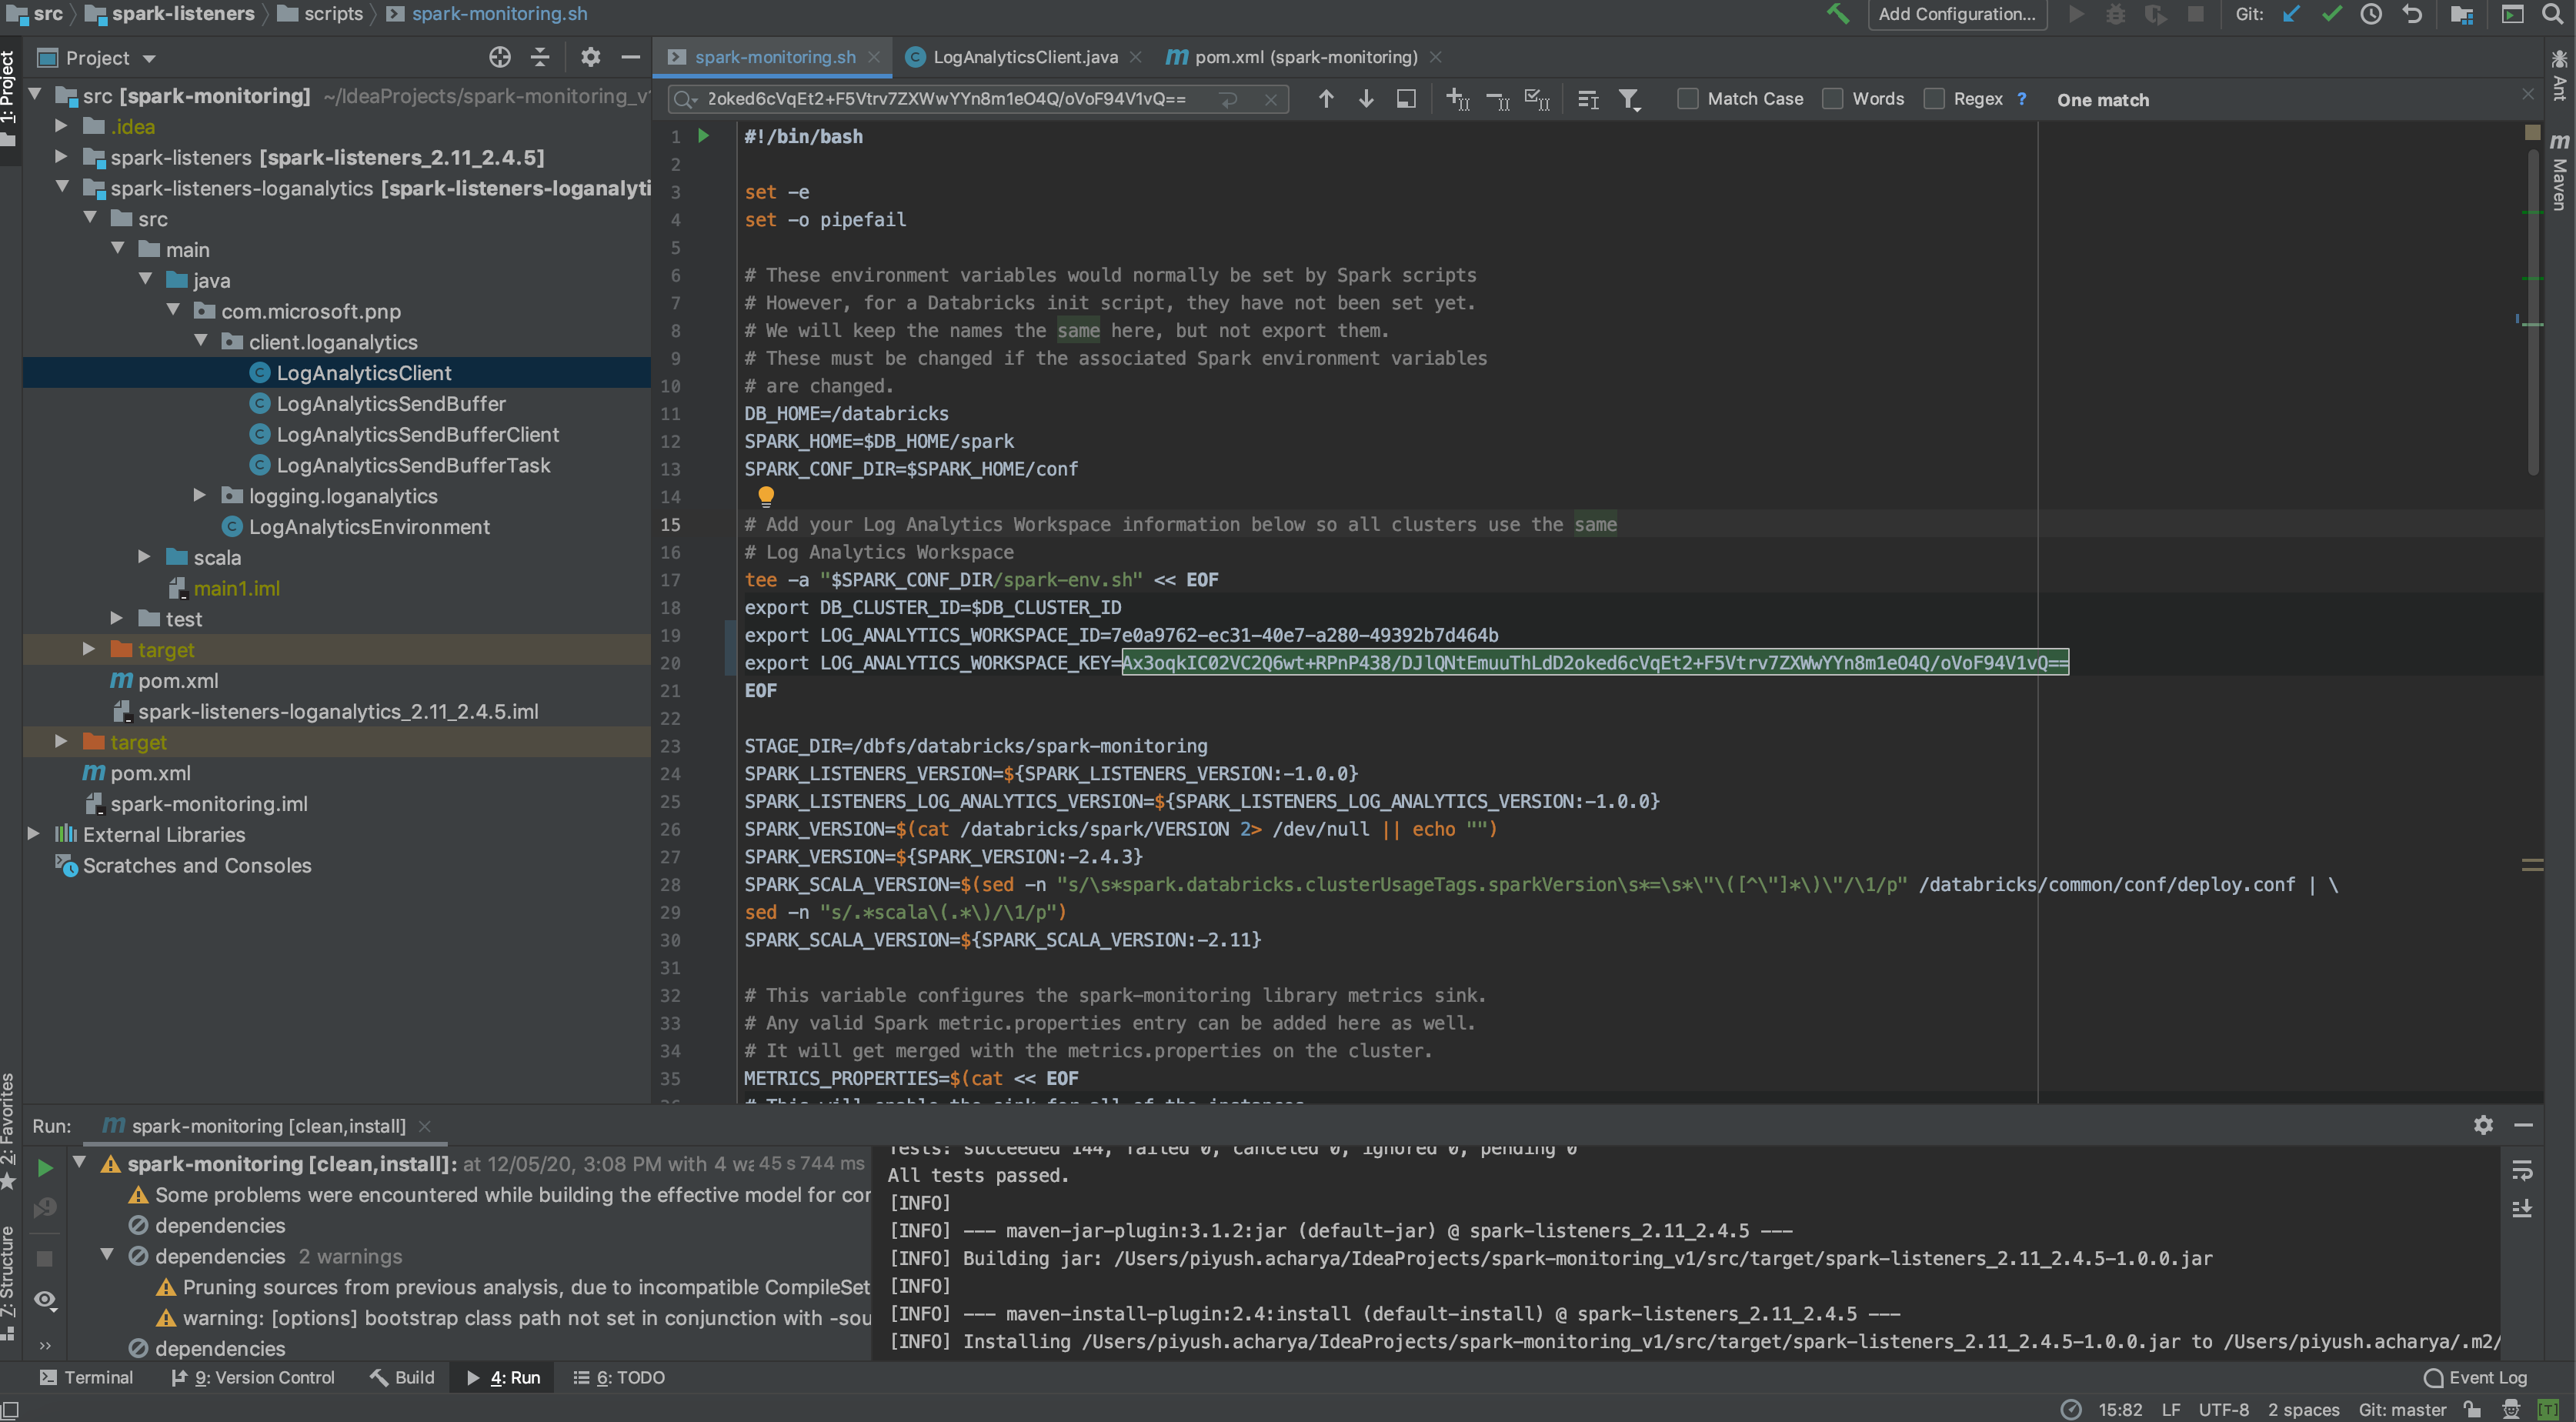 src spark-listeners scripts spark-monitoring.sh Add Configuration... Git:
1: Project
Project
spark-monitoring.sh LogAnalyticsClient.java pom.xml (spark-monitoring)
Match Case Words Regex ? One match
src [spark-monitoring] ~/IdeaProjects/spark-monitoring_v1
.idea
spark-listeners [spark-listeners_2.11_2.4.5]
spark-listeners-loganalytics [spark-listeners-loganalyti
src
main
java
com.microsoft.pnp
client.loganalytics
LogAnalyticsClient
LogAnalyticsSendBuffer
LogAnalyticsSendBufferClient
LogAnalyticsSendBufferTask
logging.loganalytics
LogAnalyticsEnvironment
scala
main1.iml
test
target
pom.xml
spark-listeners-loganalytics_2.11_2.4.5.iml
target
pom.xml
spark-monitoring.iml
External Libraries
Scratches and Consoles
1 #!/bin/bash
2
3 set -e
4 set -o pipefail
5
6 # These environment variables would normally be set by Spark scripts
7 # However, for a Databricks init script, they have not been set yet.
8 # We will keep the names the same here, but not export them.
9 # These must be changed if the associated Spark environment variables
10 # are changed.
11 DB_HOME=/databricks
12 SPARK_HOME=$DB_HOME/spark
13 SPARK_CONF_DIR=$SPARK_HOME/conf
14
15 # Add your Log Analytics Workspace information below so all clusters use the same
16 # Log Analytics Workspace
17 tee -a "$SPARK_CONF_DIR/spark-env.sh" << EOF
18 export DB_CLUSTER_ID=$DB_CLUSTER_ID
19 export LOG_ANALYTICS_WORKSPACE_ID=7e0a9762-ec31-40e7-a280-49392b7d464b
20 export LOG_ANALYTICS_WORKSPACE_KEY=
21 EOF
22
23 STAGE_DIR=/dbfs/databricks/spark-monitoring
24 SPARK_LISTENERS_VERSION=${SPARK_LISTENERS_VERSION:-1.0.0}
25 SPARK_LISTENERS_LOG_ANALYTICS_VERSION=${SPARK_LISTENERS_LOG_ANALYTICS_VERSION:-1.0.0}
26 SPARK_VERSION=$(cat /databricks/spark/VERSION 2> /dev/null || echo "")
27 SPARK_VERSION=${SPARK_VERSION:-2.4.3}
28 SPARK_SCALA_VERSION=$(sed -n "s/\s*spark.databricks.clusterUsageTags.sparkVersion\s*=\s*\"\([^\"]*\)\"/\1/p" /databricks/common/conf/deploy.conf | \
29 sed -n "s/.*scala\(.*\)/\1/p")
30 SPARK_SCALA_VERSION=${SPARK_SCALA_VERSION:-2.11}
31
32 # This variable configures the spark-monitoring library metrics sink.
33 # Any valid Spark metric.properties entry can be added here as well.
34 # It will get merged with the metrics.properties on the cluster.
35 METRICS_PROPERTIES=$(cat << EOF
Ant
Maven
2: Favorites
7: Structure
Run: spark-monitoring [clean,install]
spark-monitoring [clean,install]: at 12/05/20, 3:08 PM with 4 wa 45 s 744 ms
Some problems were encountered while building the effective model for cor
dependencies
dependencies 2 warnings
Pruning sources from previous analysis, due to incompatible CompileSet
warning: [options] bootstrap class path not set in conjunction with -sou
dependencies
Tests: succeeded 144, failed 0, canceled 0, ignored 0, pending 0
All tests passed.
[INFO]
[INFO] --- maven-jar-plugin:3.1.2:jar (default-jar) @ spark-listeners_2.11_2.4.5 ---
[INFO] Building jar: /Users/piyush.acharya/IdeaProjects/spark-monitoring_v1/src/target/spark-listeners_2.11_2.4.5-1.0.0.jar
[INFO]
[INFO] --- maven-install-plugin:2.4:install (default-install) @ spark-listeners_2.11_2.4.5 ---
[INFO] Installing /Users/piyush.acharya/IdeaProjects/spark-monitoring_v1/src/target/spark-listeners_2.11_2.4.5-1.0.0.jar to /Users/piyush.acharya/.m2/
Terminal 9: Version Control Build 4: Run 6: TODO Event Log
15:82 LF UTF-8 2 spaces Git: master